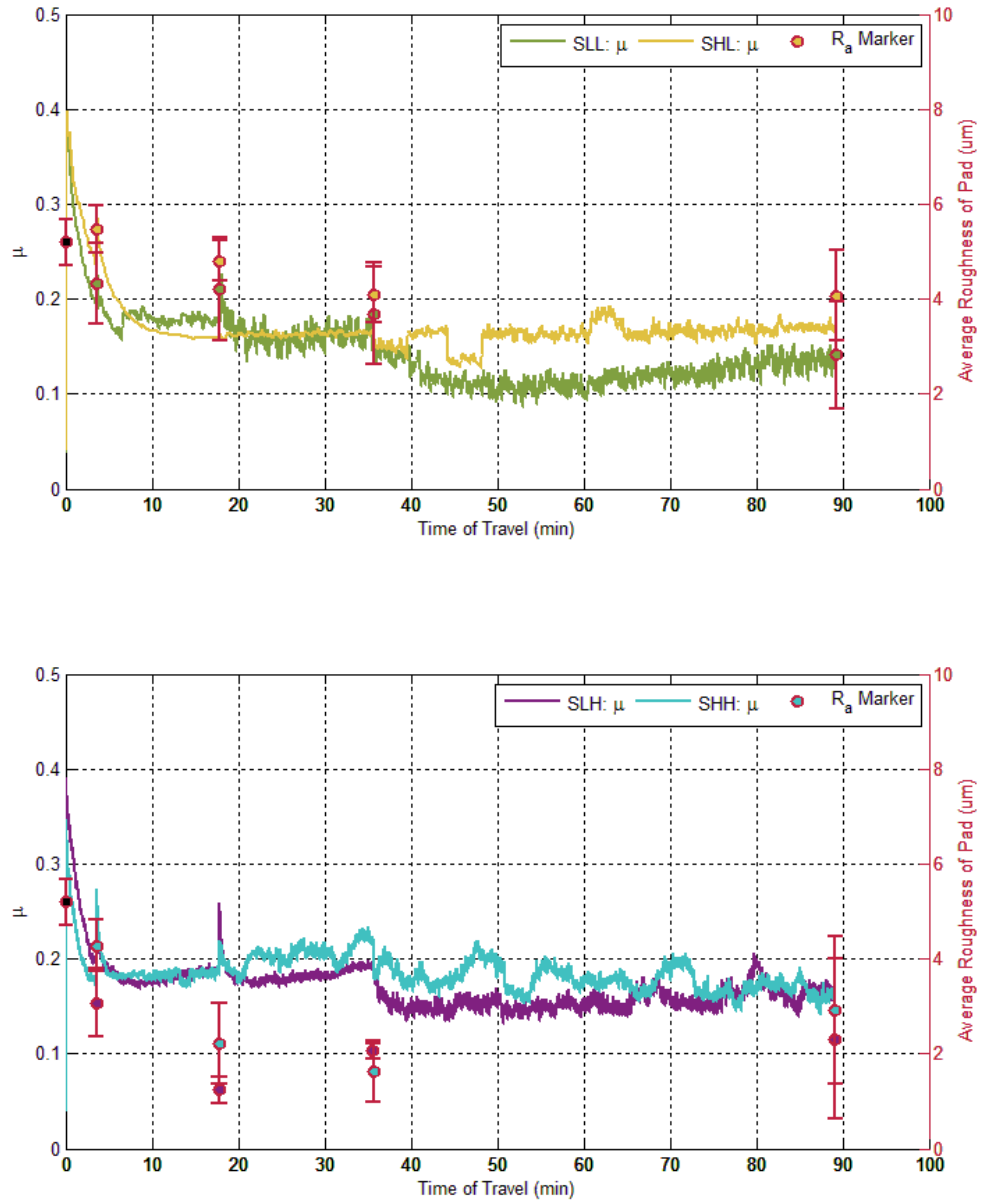 SLL: μ SHL: μ Ra Marker
0.5
0.4
0.3
0.2
0.1
0
μ
10
8
6
4
2
0
Average Roughness of Pad (um)
0 10 20 30 40 50 60 70 80 90 100
Time of Travel (min)
SLH: μ SHH: μ Ra Marker
0.5
0.4
0.3
0.2
0.1
0
μ
10
8
6
4
2
0
Average Roughness of Pad (um)
0 10 20 30 40 50 60 70 80 90 100
Time of Travel (min)